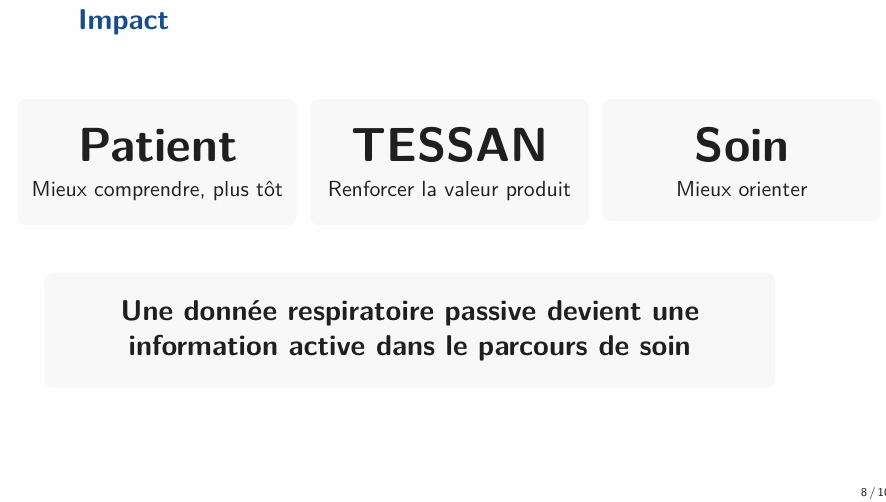 Impact
Patient
Mieux comprendre, plus tôt
TESSAN
Renforcer la valeur produit
Soin
Mieux orienter
Une donnée respiratoire passive devient une
information active dans le parcours de soin
8 / 10